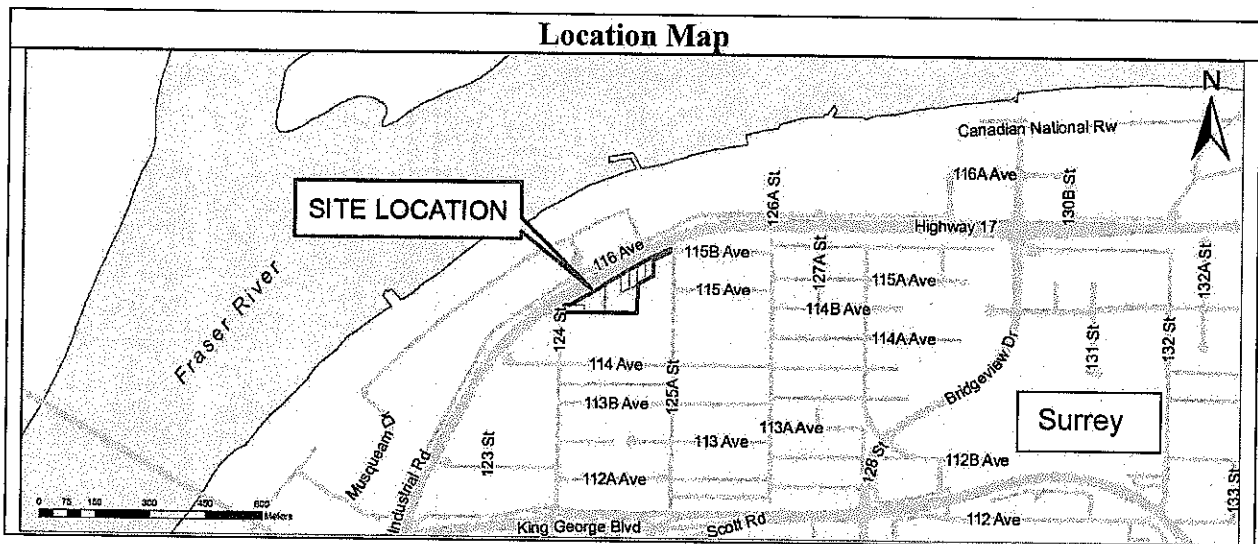 Location Map
N
Canadian National Rw
116A Ave
130B St
126A St
SITE LOCATION
Highway 17
116 Ave
115B Ave
127A St
132A St
115A Ave
115 Ave
114B Ave
124 St
114A Ave
131 St
132 St
Bridgeview Dr
Fraser River
114 Ave
125A St
113B Ave
Surrey
113A Ave
113 Ave
Musqueam Dr
Industrial Rd
123 St
128 St
112B Ave
112A Ave
133 St
0 75 150 300 450 600
Meters
King George Blvd
Scott Rd
112 Ave